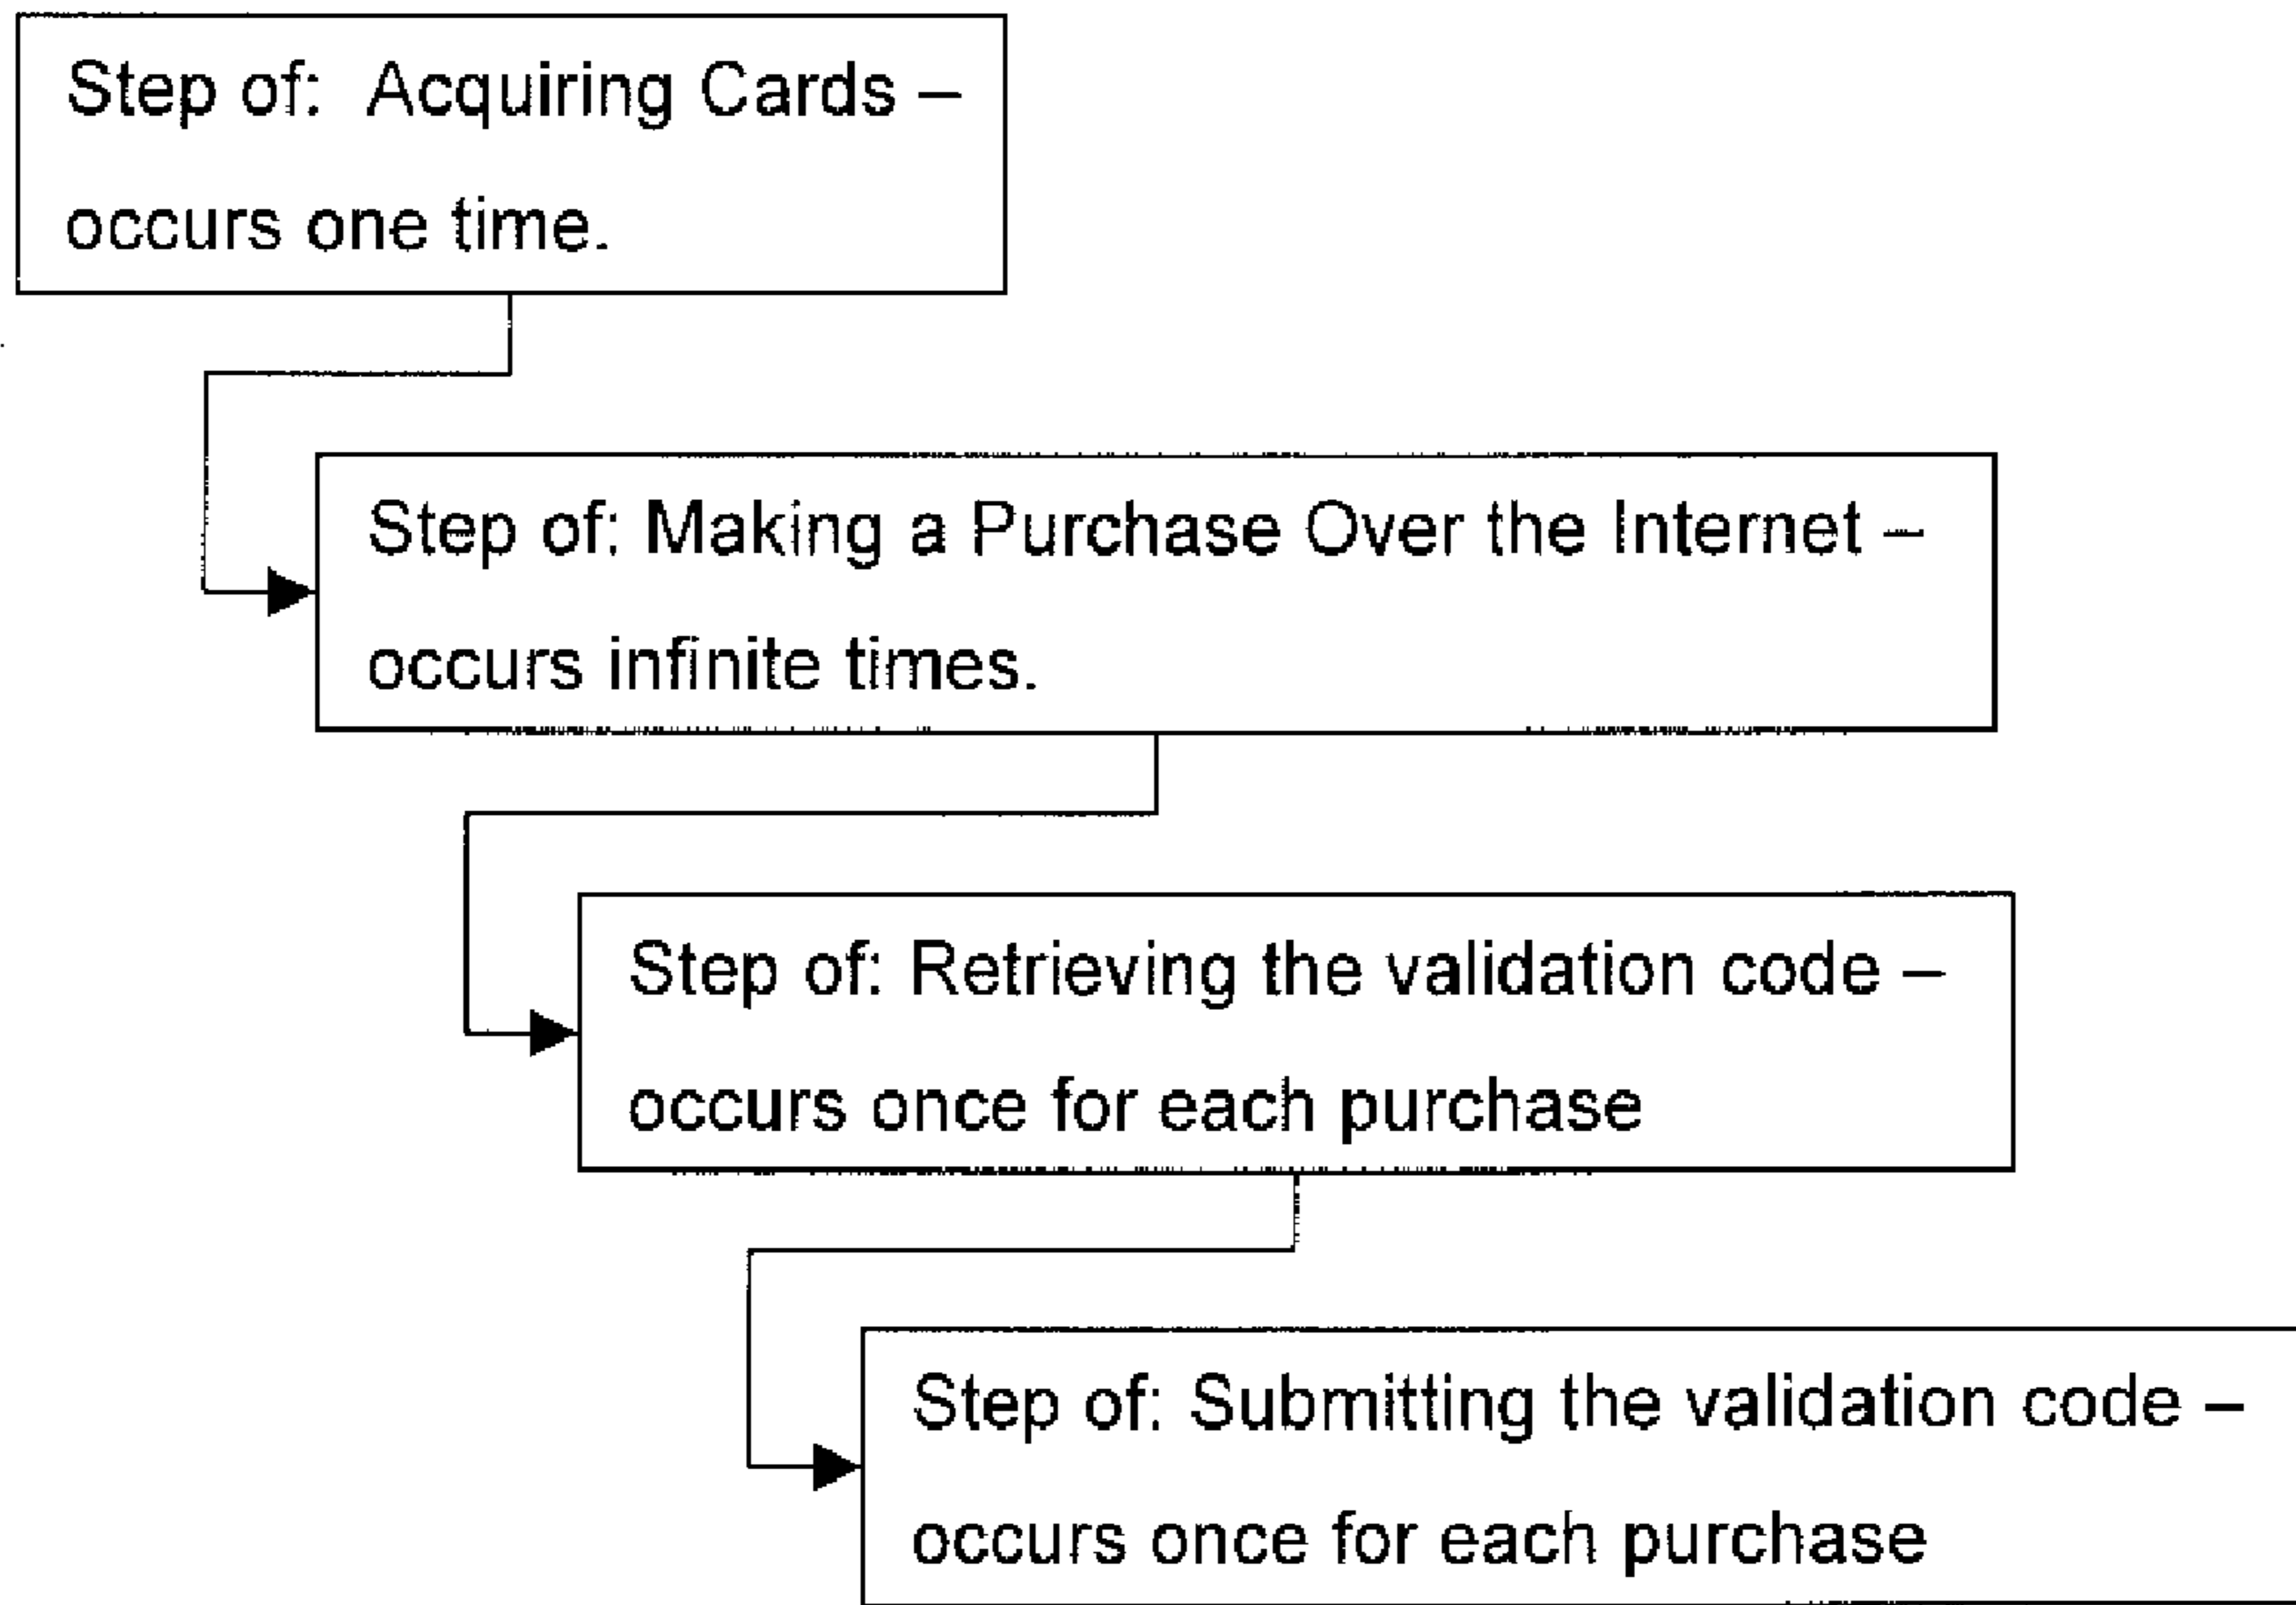 Step of:  Acquiring Cards –
occurs one time.
Step of: Making a Purchase Over the Internet –
occurs infinite times.
Step of: Retrieving the validation code –
occurs once for each purchase
Step of: Submitting the validation code –
occurs once for each purchase